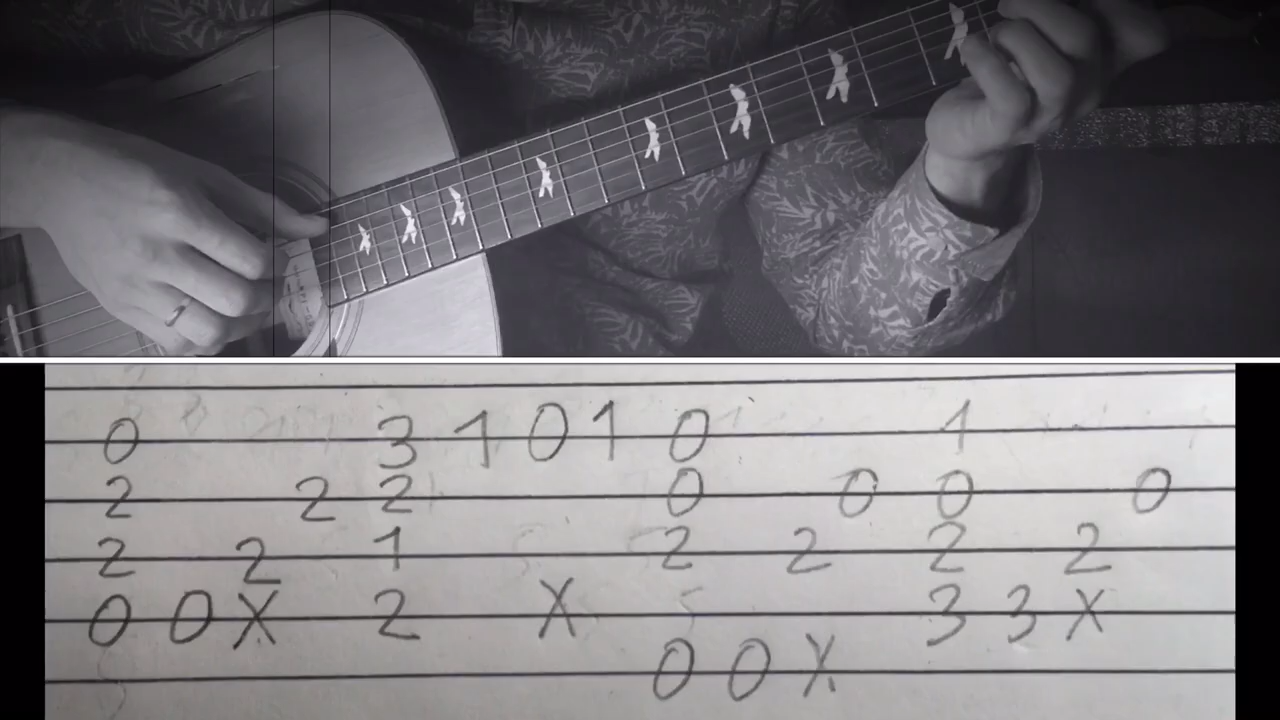 0 3 1 0 1 0 1
2 2 2 0 0 0 0
2 2 1 2 2 2 2
0 0 X 2 X 3 3 X
0 0 X